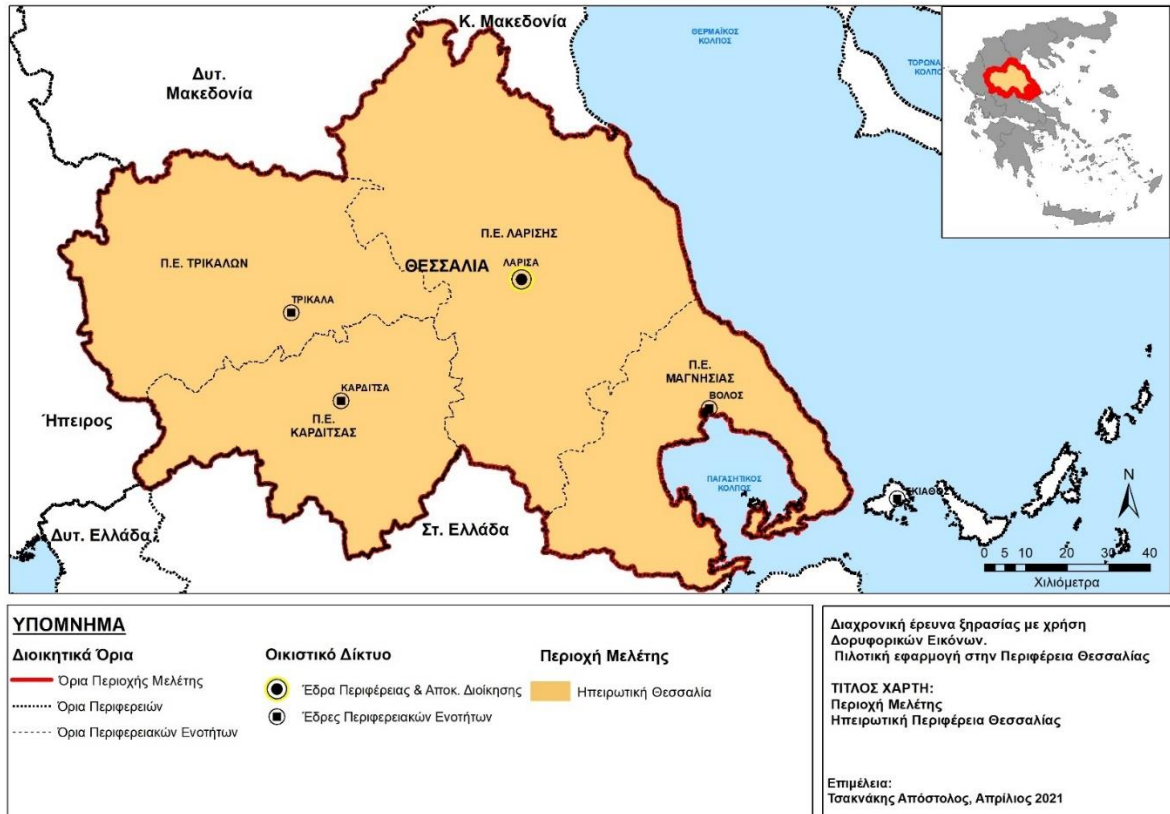 Κ. Μακεδονία
ΘΕΡΜΑΪΚΟΣ
ΚΟΛΠΟΣ
ΤΟΡΩΝΑ
ΚΟΛΠΟ
Δυτ.
Μακεδονία
Π.Ε. ΛΑΡΙΣΗΣ
Π.Ε. ΤΡΙΚΑΛΩΝ
ΘΕΣΣΑΛΙΑ
ΛΑΡΙΣΑ
ΤΡΙΚΑΛΑ
Π.Ε.
ΜΑΓΝΗΣΙΑΣ
ΚΑΡΔΙΤΣΑ
ΒΟΛΟΣ
Ήπειρος
Π.Ε.
ΚΑΡΔΙΤΣΑΣ
ΠΑΓΑΣΗΤΙΚΟΣ
ΚΟΛΠΟΣ
ΣΚΙΑΘΟΣ
Ν
Δυτ. Ελλάδα
Στ. Ελλάδα
0 5 10 20 30 40
Χιλιόμετρα
ΥΠΟΜΝΗΜΑ
Διοικητικά Όρια
Όρια Περιοχής Μελέτης
Όρια Περιφερειών
Όρια Περιφερειακών Ενοτήτων
Οικιστικό Δίκτυο
Έδρα Περιφέρειας & Αποκ. Διοίκησης
Έδρες Περιφερειακών Ενοτήτων
Περιοχή Μελέτης
Ηπειρωτική Θεσσαλία
Διαχρονική έρευνα ξηρασίας με χρήση
Δορυφορικών Εικόνων.
Πιλοτική εφαρμογή στην Περιφέρεια Θεσσαλίας
ΤΙΤΛΟΣ ΧΑΡΤΗ:
Περιοχή Μελέτης
Ηπειρωτική Περιφέρεια Θεσσαλίας
Επιμέλεια:
Τσακνάκης Απόστολος, Απρίλιος 2021